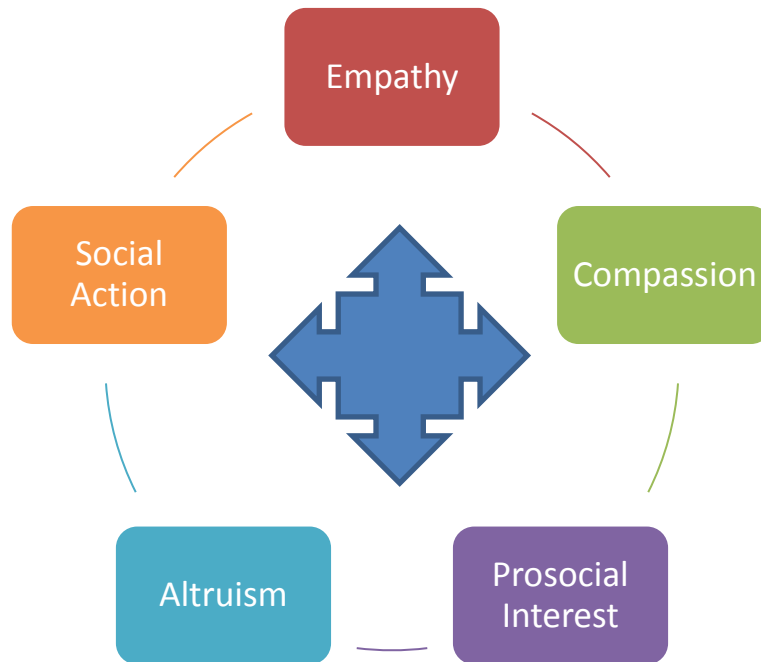 Empathy
Compassion
Prosocial
Interest
Altruism
Social
Action